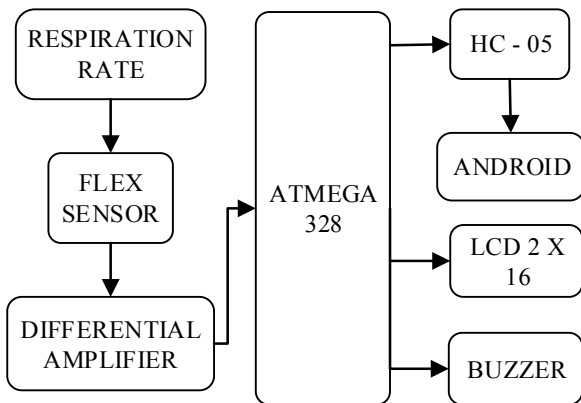 RESPIRATION
RATE
FLEX
SENSOR
DIFFERENTIAL
AMPLIFIER
ATMEGA
328
HC - 05
ANDROID
LCD 2 X
16
BUZZER